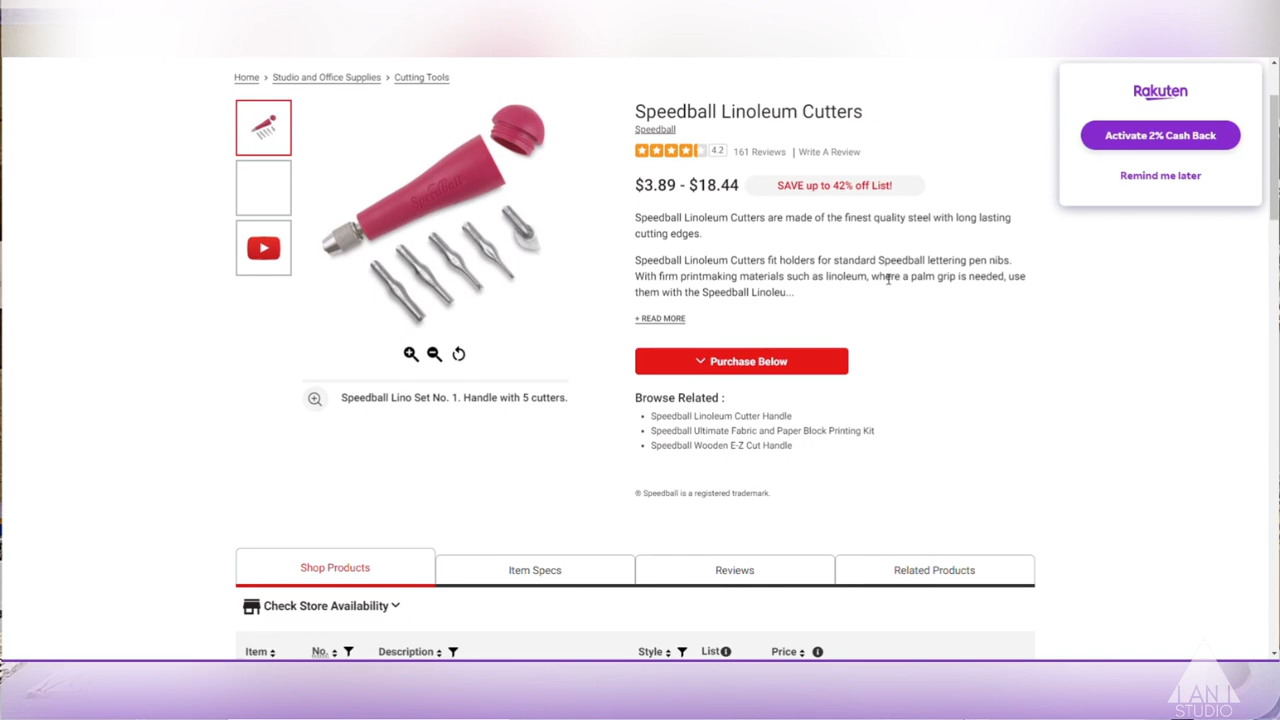 Home > Studio and Office Supplies > Cutting Tools
Speedball Linoleum Cutters
Speedball
4.2 161 Reviews | Write A Review
$3.89 - $18.44 SAVE up to 42% off List!
Speedball Linoleum Cutters are made of the finest quality steel with long lasting
cutting edges.
Speedball Linoleum Cutters fit holders for standard Speedball lettering pen nibs.
With firm printmaking materials such as linoleum, where a palm grip is needed, use
them with the Speedball Linoleu...
+ READ MORE
Purchase Below
Browse Related :
• Speedball Linoleum Cutter Handle
• Speedball Ultimate Fabric and Paper Block Printing Kit
• Speedball Wooden E-Z Cut Handle
® Speedball is a registered trademark.
Speedball
Speedball Lino Set No. 1. Handle with 5 cutters.
Rakuten
Activate 2% Cash Back
Remind me later
Shop Products Item Specs Reviews Related Products
Check Store Availability
Item No. Description Style List Price
IANI
STUDIO